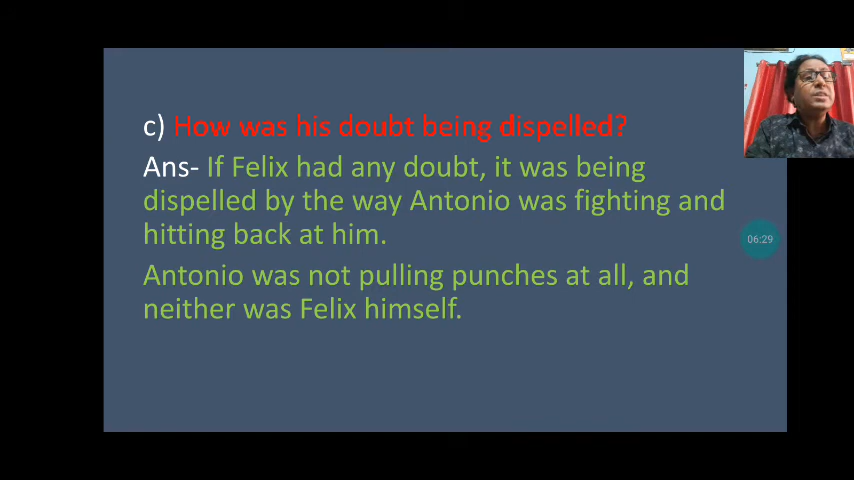 c) How was his doubt being dispelled?
Ans- If Felix had any doubt, it was being
dispelled by the way Antonio was fighting and
hitting back at him.
Antonio was not pulling punches at all, and
neither was Felix himself.
06:29